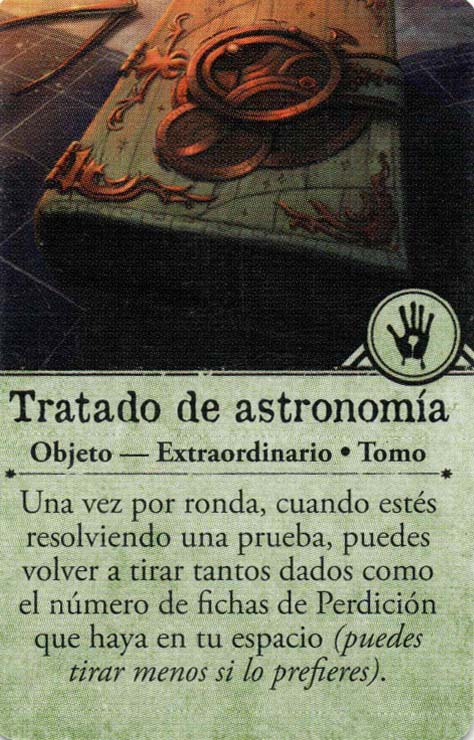 Tratado de astronomía
Objeto — Extraordinario • Tomo
Una vez por ronda, cuando estés
resolviendo una prueba, puedes
volver a tirar tantos dados como
el número de fichas de Perdición
que haya en tu espacio (puedes
tirar menos si lo prefieres).